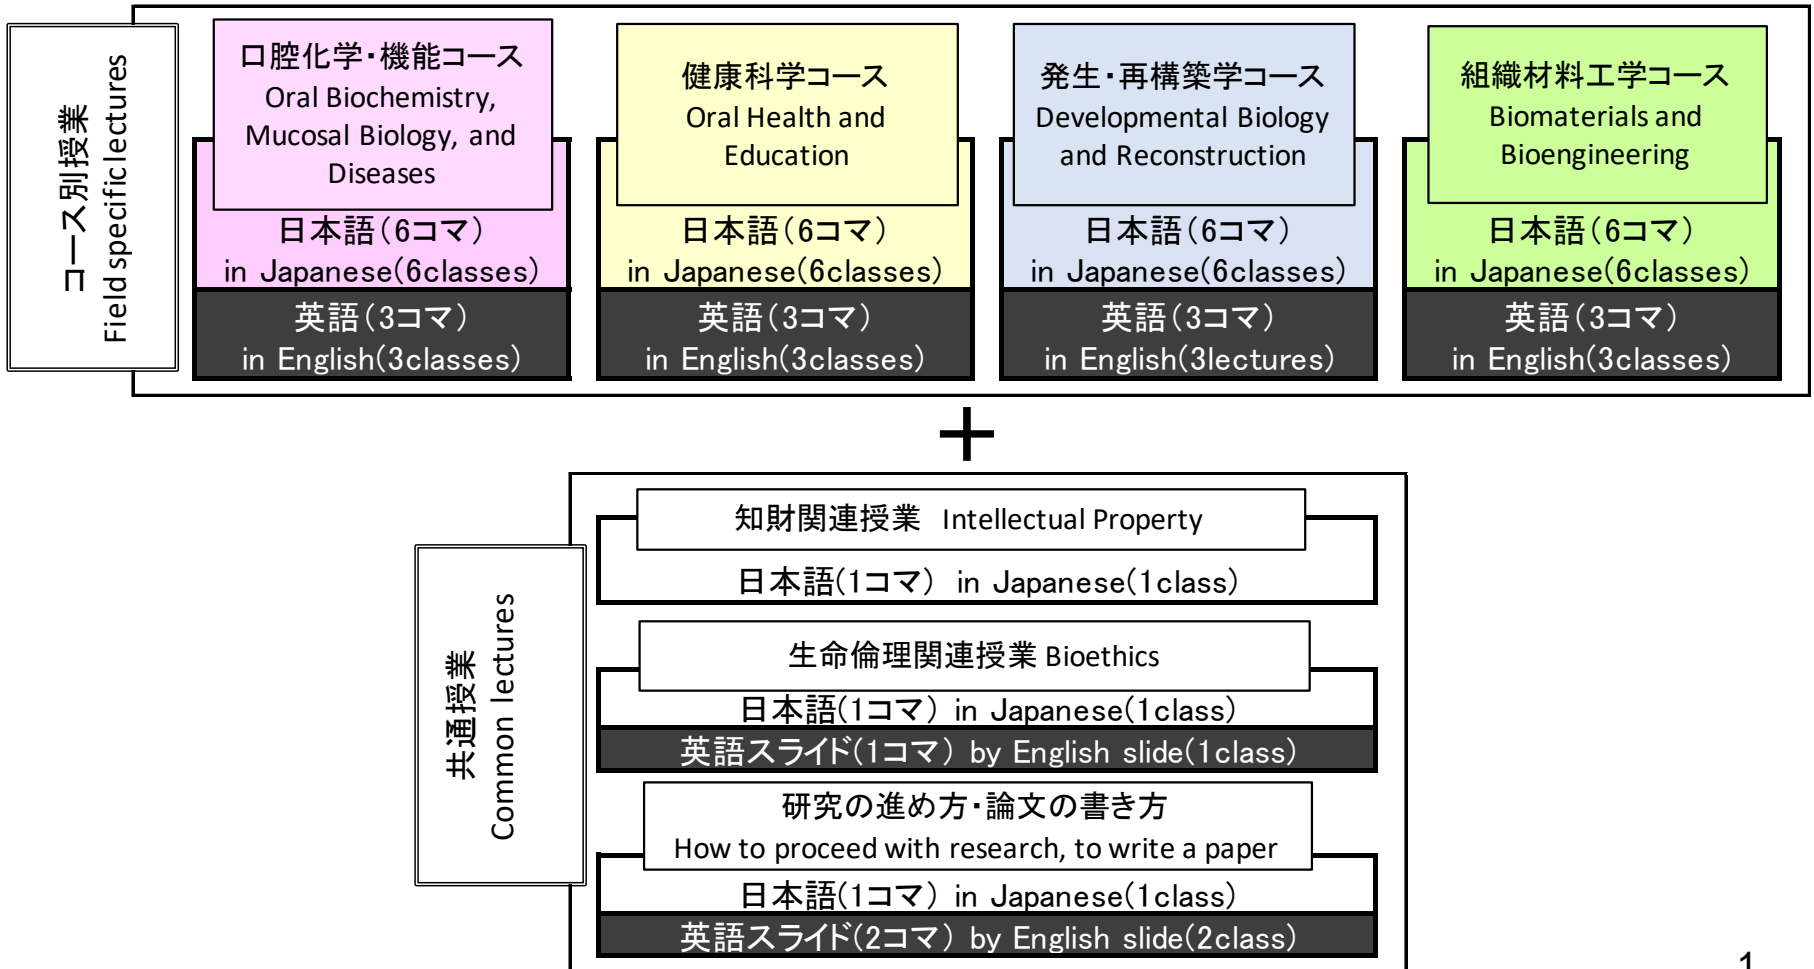 コース別授業
Field specific lectures
口腔化学・機能コース
Oral Biochemistry,
Mucosal Biology, and
Diseases
日本語(6コマ)
in Japanese(6classes)
英語(3コマ)
in English(3classes)
健康科学コース
Oral Health and
Education
日本語(6コマ)
in Japanese(6classes)
英語(3コマ)
in English(3classes)
発生・再構築学コース
Developmental Biology
and Reconstruction
日本語(6コマ)
in Japanese(6classes)
英語(3コマ)
in English(3lectures)
組織材料工学コース
Biomaterials and
Bioengineering
日本語(6コマ)
in Japanese(6classes)
英語(3コマ)
in English(3classes)
+
共通授業
Common lectures
知財関連授業 Intellectual Property
日本語(1コマ) in Japanese(1class)
生命倫理関連授業 Bioethics
日本語(1コマ) in Japanese(1class)
英語スライド(1コマ) by English slide(1class)
研究の進め方・論文の書き方
How to proceed with research, to write a paper
日本語(1コマ) in Japanese(1class)
英語スライド(2コマ) by English slide(2class)
1